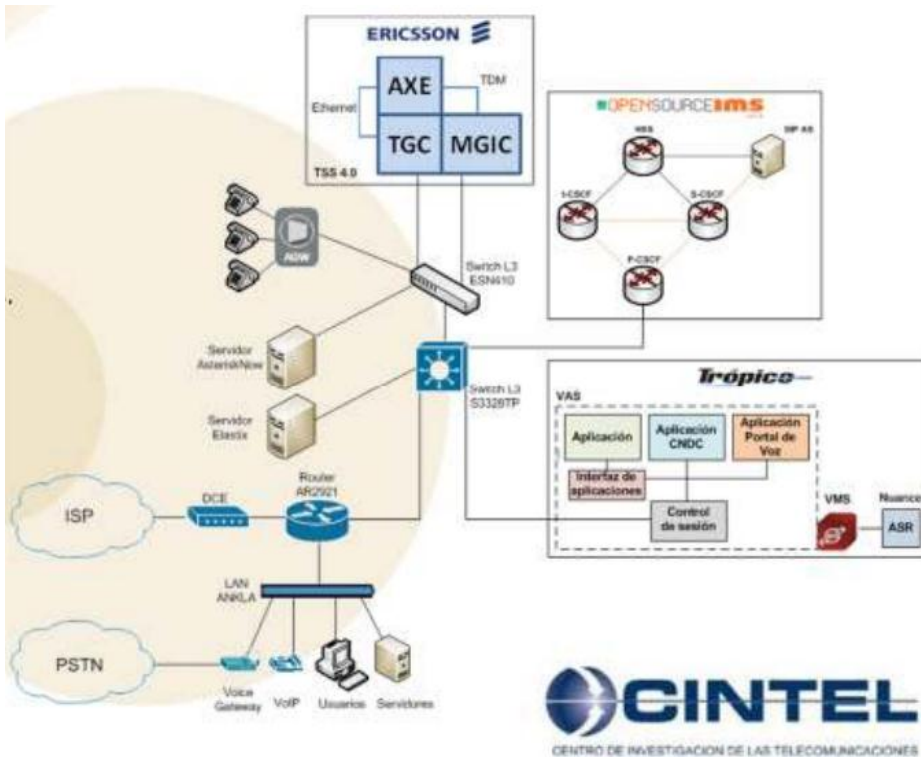 ERICSSON
AXE
TDM
Ethernet
TGC
MGIC
TSS 4.0
OPENSOURCEIMS
HSS
SIP AS
I-CSCF
S-CSCF
P-CSCF
AGW
Switch L3
ESN410
Servidor
AsteriskNow
Switch L3
S3328TP
Servidor
Elastix
Trópico
VAS
Aplicación
Aplicación
CNDC
Aplicación
Portal de
Voz
Interfaz de
aplicaciones
Control
de sesión
VMS
Nuance
ASR
Router
AR2921
DCE
ISP
LAN
ANKLA
PSTN
Voice
Gateway
VoIP
Usuarios
Servidores
CINTEL
CENTRO DE INVESTIGACION DE LAS TELECOMUNICACIONES